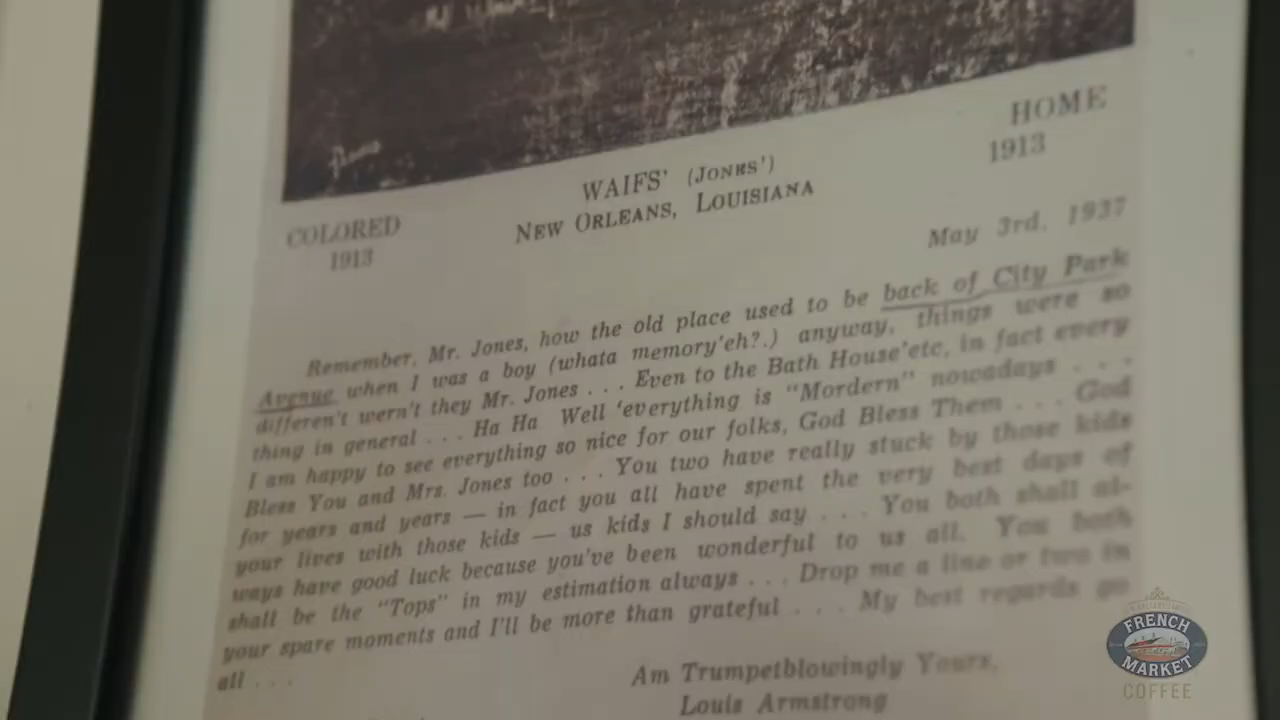 HOME
1913
WAIFS' (JONES')
NEW ORLEANS, LOUISIANA
COLORED
1913
May 3rd, 1937
Remember, Mr. Jones, how the old place used to be back of City Park
Avenue when I was a boy (whata memory'eh?.) anyway, things were so
differen't wern't they Mr. Jones . . . Even to the Bath House'etc, in fact every
thing in general . . . Ha Ha Well 'everything is "Mordern" nowadays . . .
I am happy to see everything so nice for our folks, God Bless Them . . . God
Bless You and Mrs. Jones too . . . You two have really stuck by those kids
for years and years — in fact you all have spent the very best days of
your lives with those kids — us kids I should say . . . You both shall al-
ways have good luck because you've been wonderful to us all. You both
shall be the "Tops" in my estimation always . . . Drop me a line or two in
your spare moments and I'll be more than grateful . . . My best regards go
all . . .
Am Trumpetblowingly Yours,
Louis Armstrong
FRENCH
MARKET
COFFEE